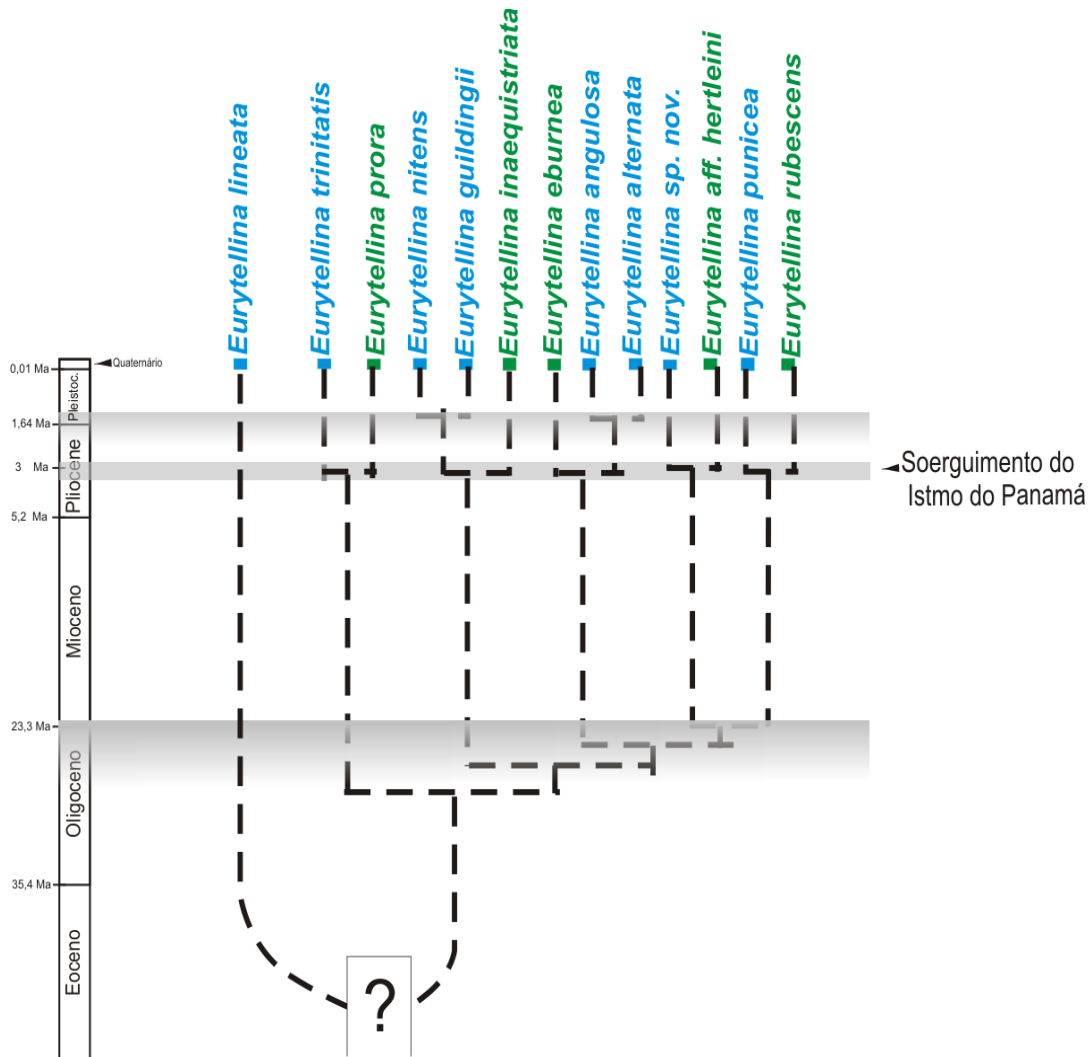 Eurytellina lineata
Eurytellina trinitatis
Eurytellina prora
Eurytellina nitens
Eurytellina guildingii
Eurytellina inaequistriata
Eurytellina eburnea
Eurytellina angulosa
Eurytellina alternata
Eurytellina sp. nov.
Eurytellina aff. hertleini
Eurytellina punicea
Eurytellina rubescens
Quaternário
0,01 Ma
Pleistoc.
1,64 Ma
Pliocene
3 Ma
Soerguimento do
Istmo do Panamá
5,2 Ma
Mioceno
23,3 Ma
Oligoceno
35,4 Ma
Eoceno
?